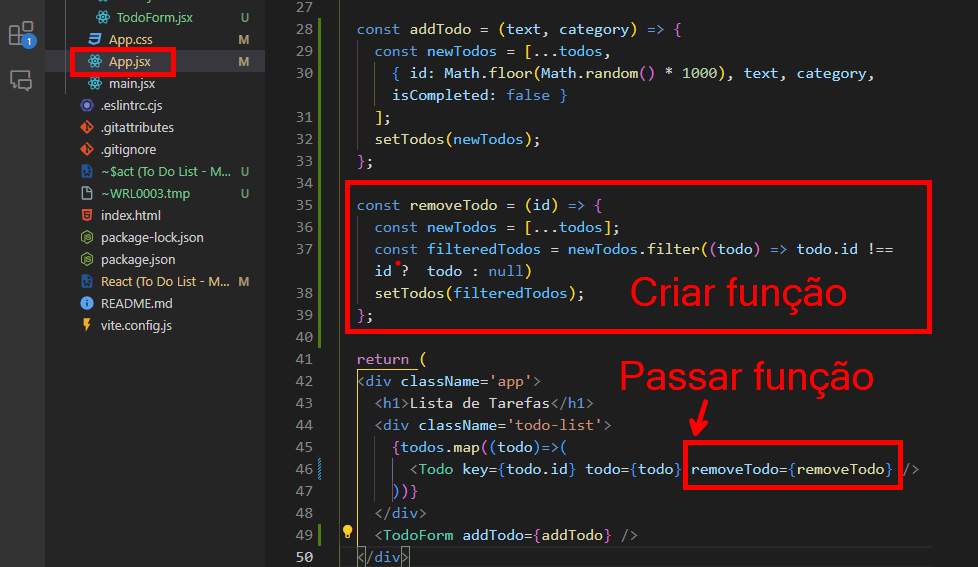 1
TodoForm.jsx U
App.css M
App.jsx M
main.jsx
.eslintrc.cjs
.gitattributes
.gitignore
~$act (To Do List - M... U
~WRL0003.tmp U
index.html
package-lock.json
package.json
React (To Do List - M... M
README.md
vite.config.js
27
28 const addTodo = (text, category) => {
29 const newTodos = [...todos,
30 { id: Math.floor(Math.random() * 1000), text, category,
isCompleted: false }
31 ];
32 setTodos(newTodos);
33 };
34
35 const removeTodo = (id) => {
36 const newTodos = [...todos];
37 const filteredTodos = newTodos.filter((todo) => todo.id !==
id ? todo : null)
38 setTodos(filteredTodos);
39 };
Criar função
40
41 return (
42 <div className='app'>
Passar função
43 <h1>Lista de Tarefas</h1>
44 <div className='todo-list'>
45 {todos.map((todo)=>(
46 <Todo key={todo.id} todo={todo} removeTodo={removeTodo} />
47 ))}
48 </div>
49 <TodoForm addTodo={addTodo} />
50 </div>